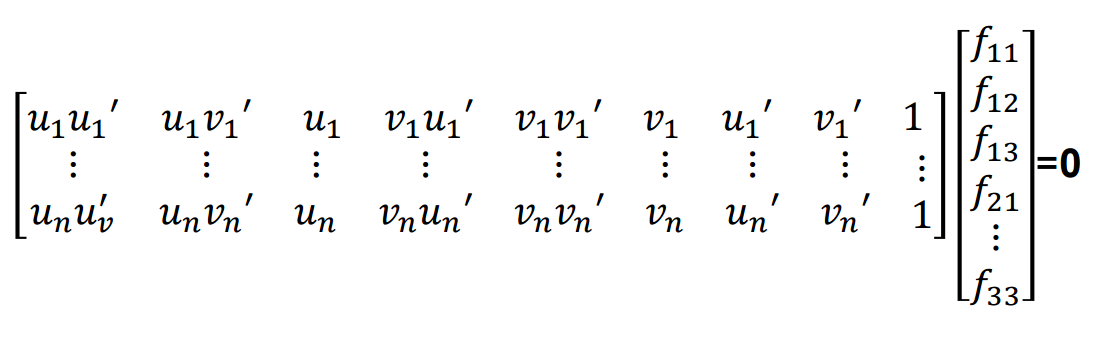 [u₁u₁′ u₁v₁′ u₁ v₁u₁′ v₁v₁′ v₁ u₁′ v₁′ 1] [f₁₁
⋮ ⋮ ⋮ ⋮ ⋮ ⋮ ⋮ ⋮ ⋮ f₁₂
uₙu′ᵥ uₙvₙ′ uₙ vₙuₙ′ vₙvₙ′ vₙ uₙ′ vₙ′ 1 f₁₃
f₂₁
⋮
f₃₃] =0